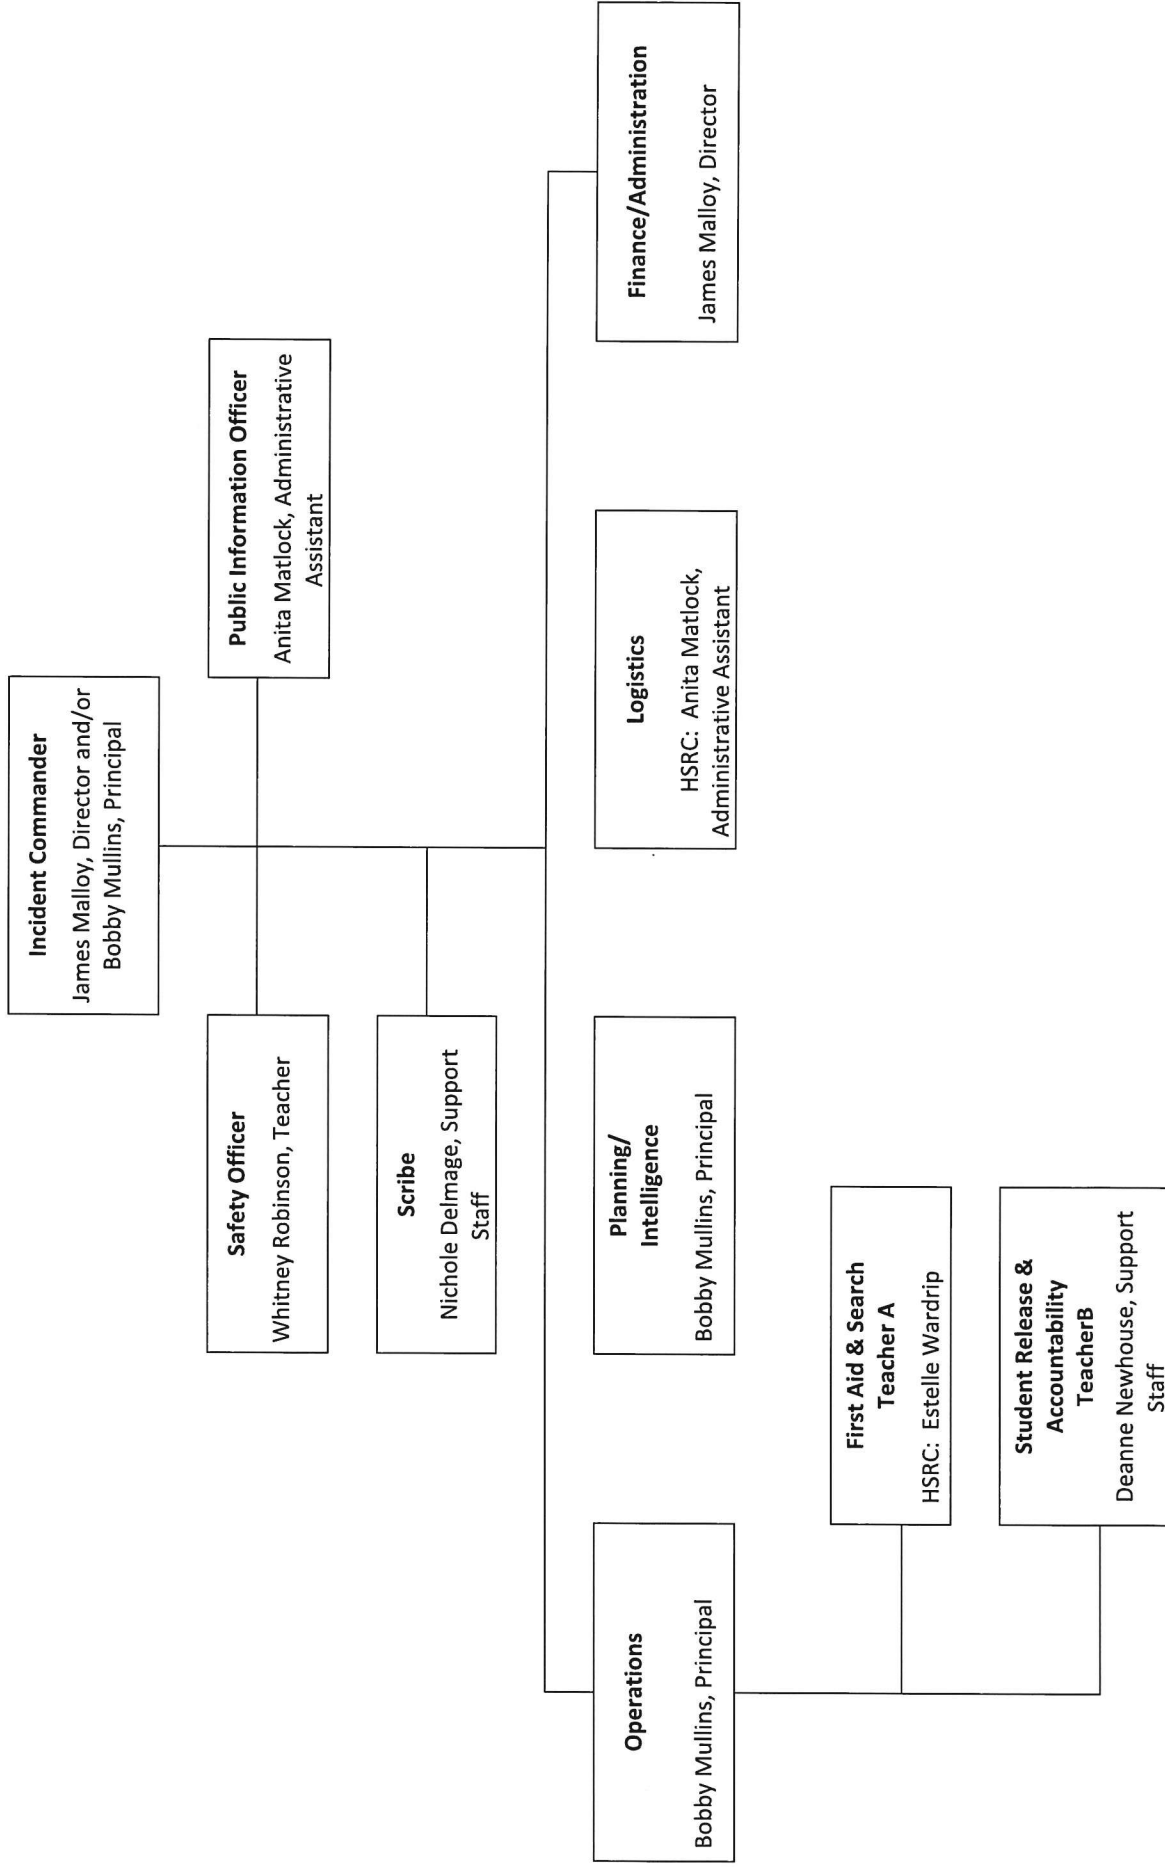 Incident Commander
James Malloy, Director and/or
Bobby Mullins, Principal
Safety Officer
Whitney Robinson, Teacher
Public Information Officer
Anita Matlock, Administrative
Assistant
Scribe
Nichole Delmage, Support
Staff
Operations
Bobby Mullins, Principal
Planning/
Intelligence
Bobby Mullins, Principal
Logistics
HSRC: Anita Matlock,
Administrative Assistant
Finance/Administration
James Malloy, Director
First Aid & Search
Teacher A
HSRC: Estelle Wardrip
Student Release &
Accountability
TeacherB
Deanne Newhouse, Support
Staff